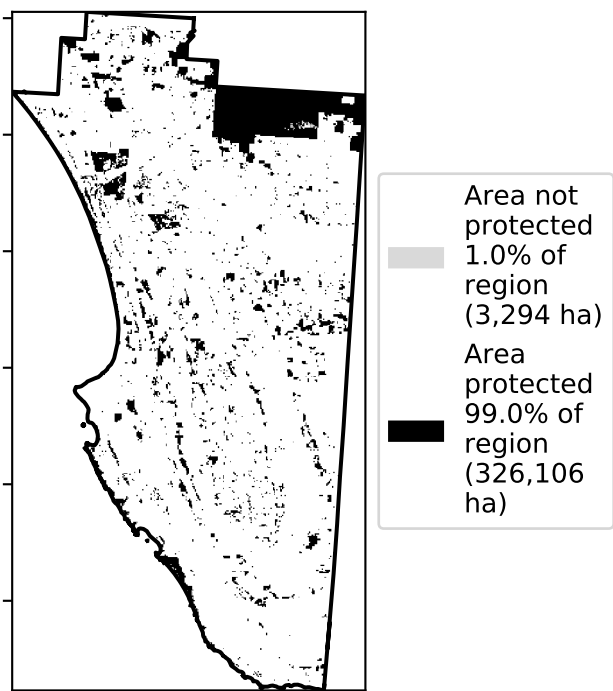 Area not
protected
1.0% of
region
(3,294 ha)
Area
protected
99.0% of
region
(326,106
ha)